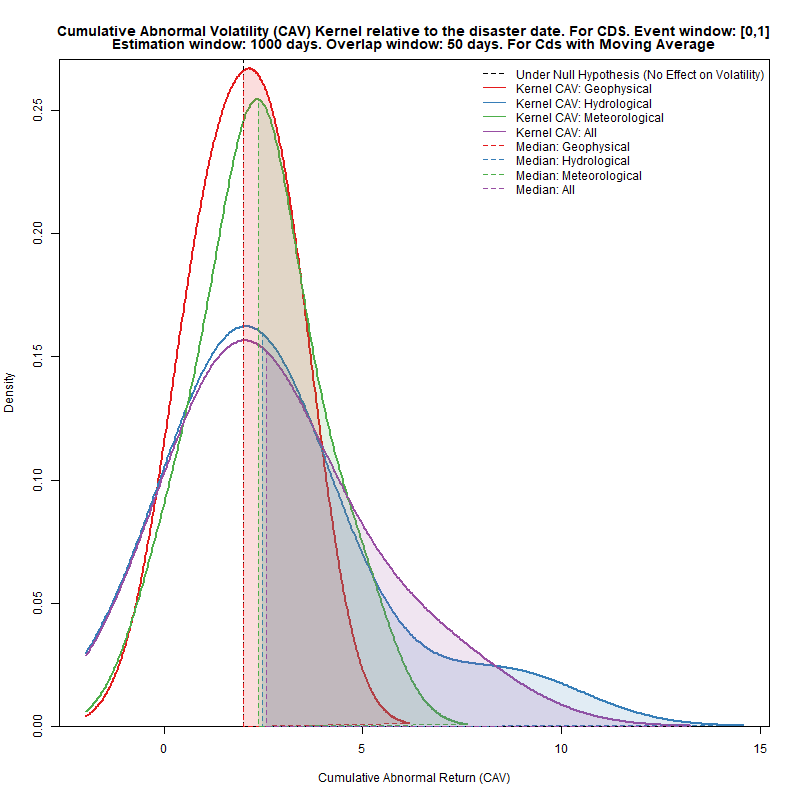 Cumulative Abnormal Volatility (CAV) Kernel relative to the disaster date. For CDS. Event window: [0,1]
Estimation window: 1000 days. Overlap window: 50 days. For Cds with Moving Average
Under Null Hypothesis (No Effect on Volatility)
Kernel CAV: Geophysical
Kernel CAV: Hydrological
Kernel CAV: Meteorological
Kernel CAV: All
Median: Geophysical
Median: Hydrological
Median: Meteorological
Median: All
Density
0.25
0.20
0.15
0.10
0.05
0.00
0 5 10 15
Cumulative Abnormal Return (CAV)